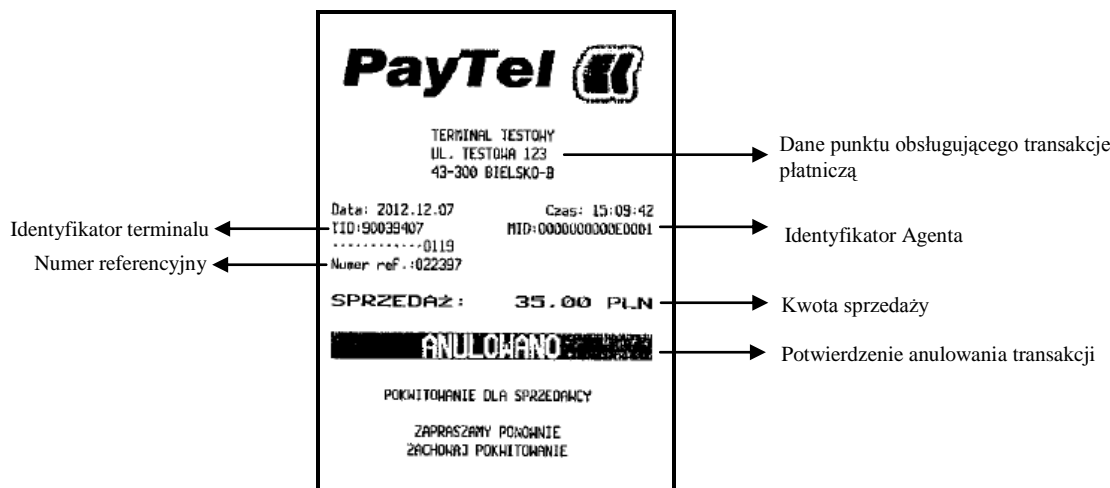 PayTel
TERMINAL TESTOWY
UL. TESTOWA 123
43-300 BIELSKO-B
Dane punktu obsługującego transakcje
płatniczą
Data: 2012.12.07 Czas: 15:09:42
Identyfikator terminalu
TID:90039407 MID:0000000000E0001
Identyfikator Agenta
············0119
Numer referencyjny
Numer ref.:022397
SPRZEDAŻ: 35.00 PLN
Kwota sprzedaży
ANULOWANO
Potwierdzenie anulowania transakcji
POKWITOWANIE DLA SPRZEDAWCY
ZAPRASZAMY PONOWNIE
ZACHOWAJ POKWITOWANIE